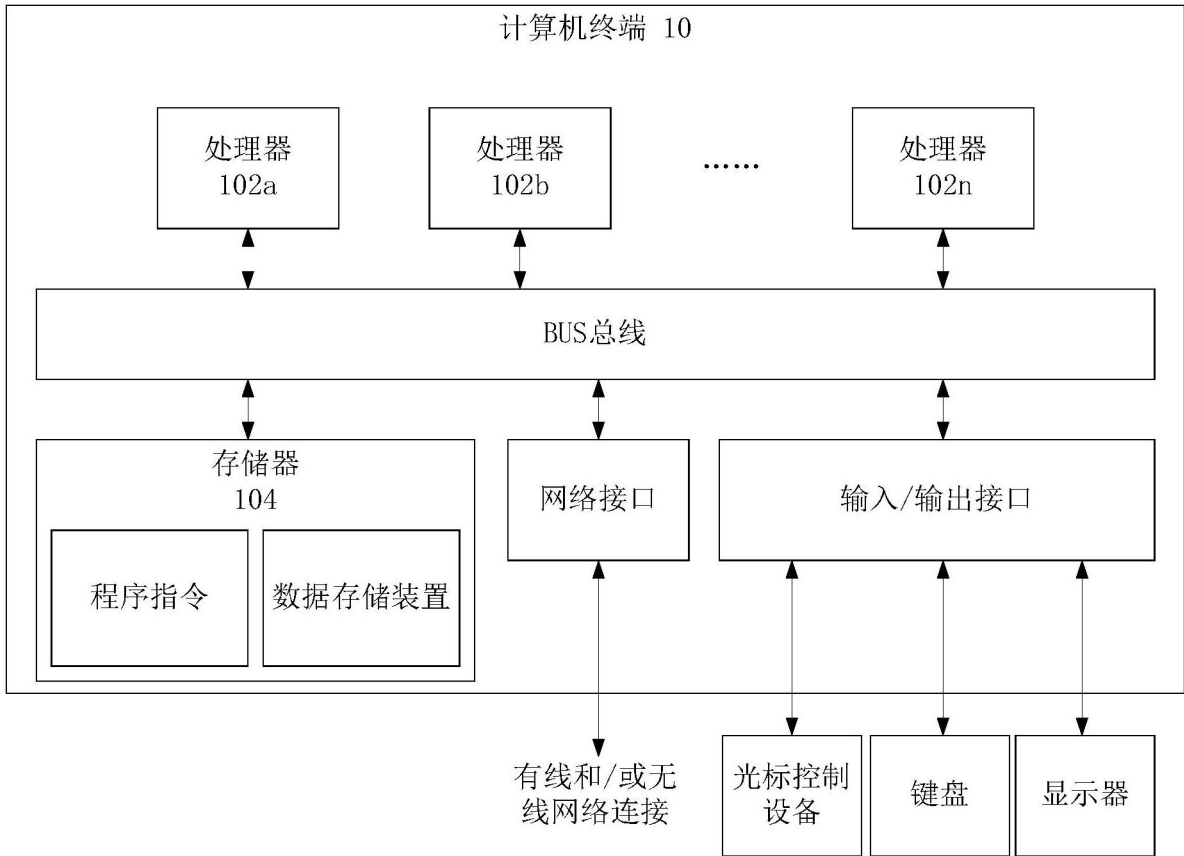 计算机终端 10
处理器
102a
处理器
102b
……
处理器
102n
BUS总线
存储器
104
程序指令
数据存储装置
网络接口
输入/输出接口
有线和/或无
线网络连接
光标控制
设备
键盘
显示器